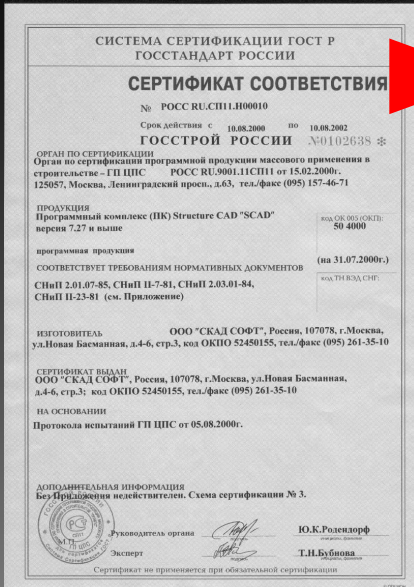 СИСТЕМА СЕРТИФИКАЦИИ ГОСТ Р
ГОССТАНДАРТ РОССИИ
СЕРТИФИКАТ СООТВЕТСТВИЯ
№ РОСС RU.СП11.Н00010
Срок действия с 10.08.2000 по 10.08.2002
ГОССТРОЙ РОССИИ №0102638 ✻
ОРГАН ПО СЕРТИФИКАЦИИ
Орган по сертификации программной продукции массового применения в
строительстве – ГП ЦПС РОСС RU.9001.11СП11 от 15.02.2000г.
125057, Москва, Ленинградский просп., д.63, тел./факс (095) 157-46-71
ПРОДУКЦИЯ
Программный комплекс (ПК) Structure CAD "SCAD"
версия 7.27 и выше
код ОК 005 (ОКП):
50 4000
программная продукция
(на 31.07.2000г.)
СООТВЕТСТВУЕТ ТРЕБОВАНИЯМ НОРМАТИВНЫХ ДОКУМЕНТОВ
код ТН ВЭД СНГ:
СНиП 2.01.07-85, СНиП II-7-81, СНиП 2.03.01-84,
СНиП II-23-81 (см. Приложение)
ИЗГОТОВИТЕЛЬ ООО "СКАД СОФТ", Россия, 107078, г.Москва,
ул.Новая Басманная, д.4-6, стр.3, код ОКПО 52450155, тел./факс (095) 261-35-10
СЕРТИФИКАТ ВЫДАН
ООО "СКАД СОФТ", Россия, 107078, г.Москва, ул.Новая Басманная,
д.4-6, стр.3; код ОКПО 52450155, тел./факс (095) 261-35-10
НА ОСНОВАНИИ
Протокола испытаний ГП ЦПС от 05.08.2000г.
ДОПОЛНИТЕЛЬНАЯ ИНФОРМАЦИЯ
Без Приложения недействителен. Схема сертификации № 3.
М.П.
Руководитель органа Ю.К.Родендорф
Эксперт Т.Н.Бубнова
Сертификат не применяется при обязательной сертификации